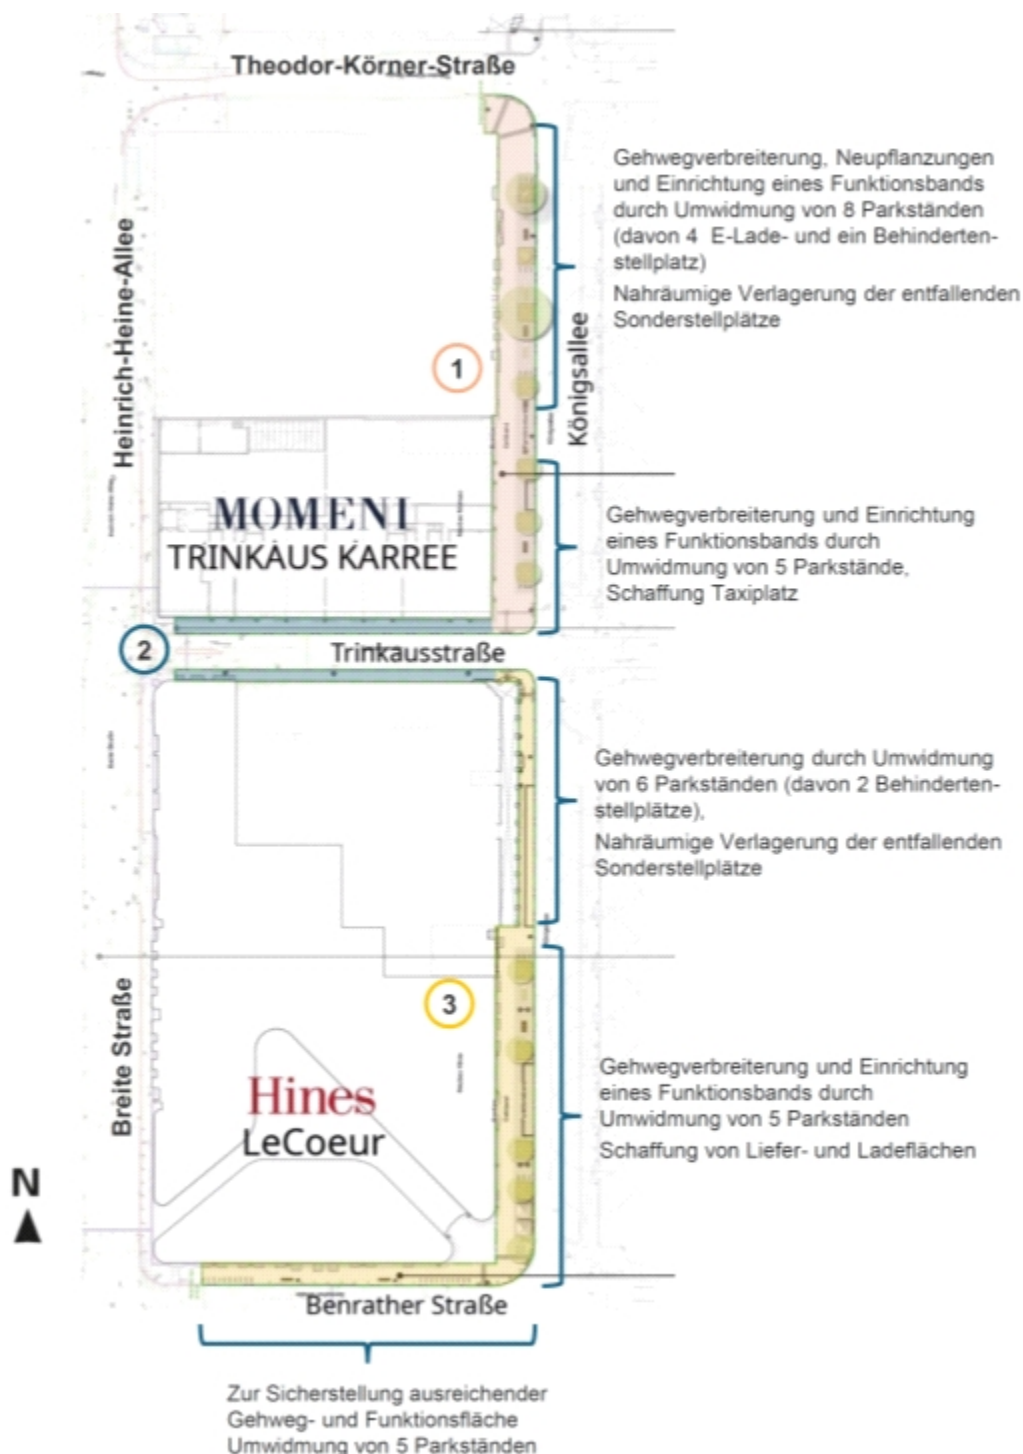 Theodor-Körner-Straße
Heinrich-Heine-Allee
Königsallee
Gehwegverbreiterung, Neupflanzungen
und Einrichtung eines Funktionsbands
durch Umwidmung von 8 Parkständen
(davon 4 E-Lade- und ein Behinderten-
stellplatz)
Nahräumige Verlagerung der entfallenden
Sonderstellplätze
1
MOMENI
TRINKAUS KARREE
Gehwegverbreiterung und Einrichtung
eines Funktionsbands durch
Umwidmung von 5 Parkstände,
Schaffung Taxiplatz
2
Trinkausstraße
Gehwegverbreiterung durch Umwidmung
von 6 Parkständen (davon 2 Behinderten-
stellplätze),
Nahräumige Verlagerung der entfallenden
Sonderstellplätze
3
Breite Straße
Hines
LeCoeur
Gehwegverbreiterung und Einrichtung
eines Funktionsbands durch
Umwidmung von 5 Parkständen
Schaffung von Liefer- und Ladeflächen
N
Benrather Straße
Zur Sicherstellung ausreichender
Gehweg- und Funktionsfläche
Umwidmung von 5 Parkständen